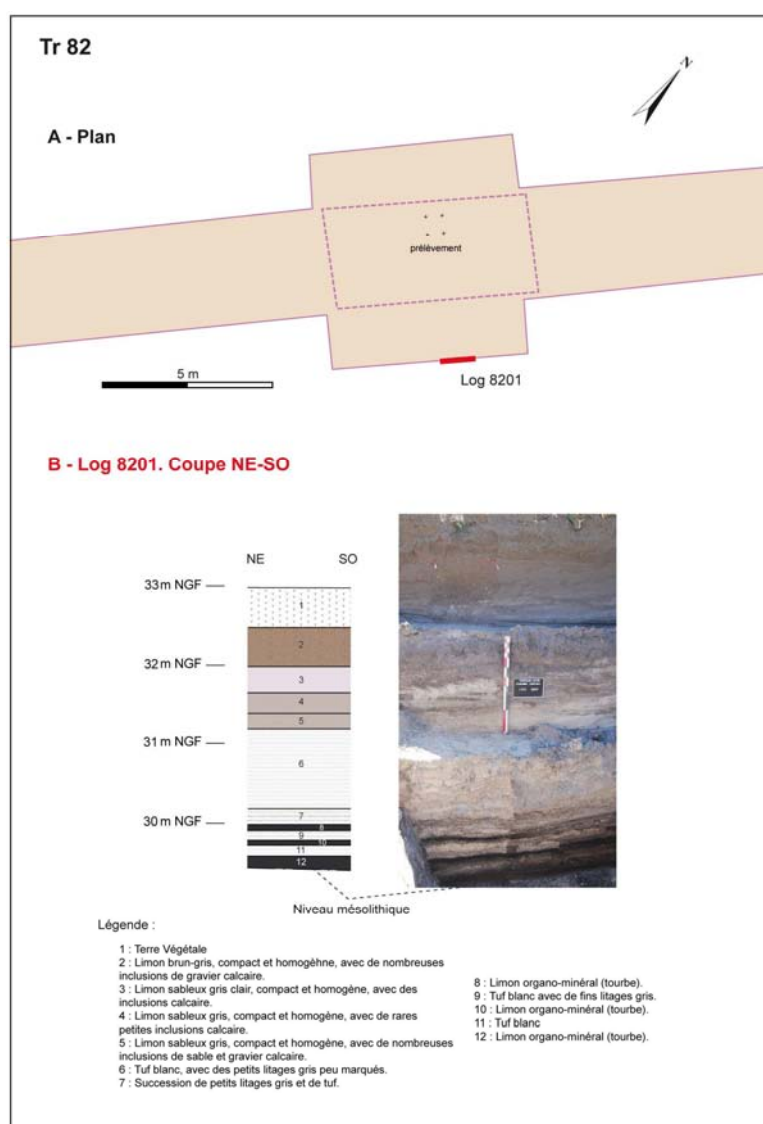 Tr 82
N
A - Plan
prélèvement
5 m
Log 8201
B - Log 8201. Coupe NE-SO
NE SO
33 m NGF
1
2
32 m NGF
3
4
5
31 m NGF
6
7
30 m NGF
8
9
10
11
12
Niveau mésolithique
Légende :
1 : Terre Végétale
2 : Limon brun-gris, compact et homogèhne, avec de nombreuses
inclusions de gravier calcaire.
3 : Limon sableux gris clair, compact et homogène, avec des
inclusions calcaire.
4 : Limon sableux gris, compact et homogène, avec de rares
petites inclusions calcaire.
5 : Limon sableux gris, compact et homogène, avec de nombreuses
inclusions de sable et gravier calcaire.
6 : Tuf blanc, avec des petits litages gris peu marqués.
7 : Succession de petits litages gris et de tuf.
8 : Limon organo-minéral (tourbe).
9 : Tuf blanc avec de fins litages gris.
10 : Limon organo-minéral (tourbe).
11 : Tuf blanc
12 : Limon organo-minéral (tourbe).